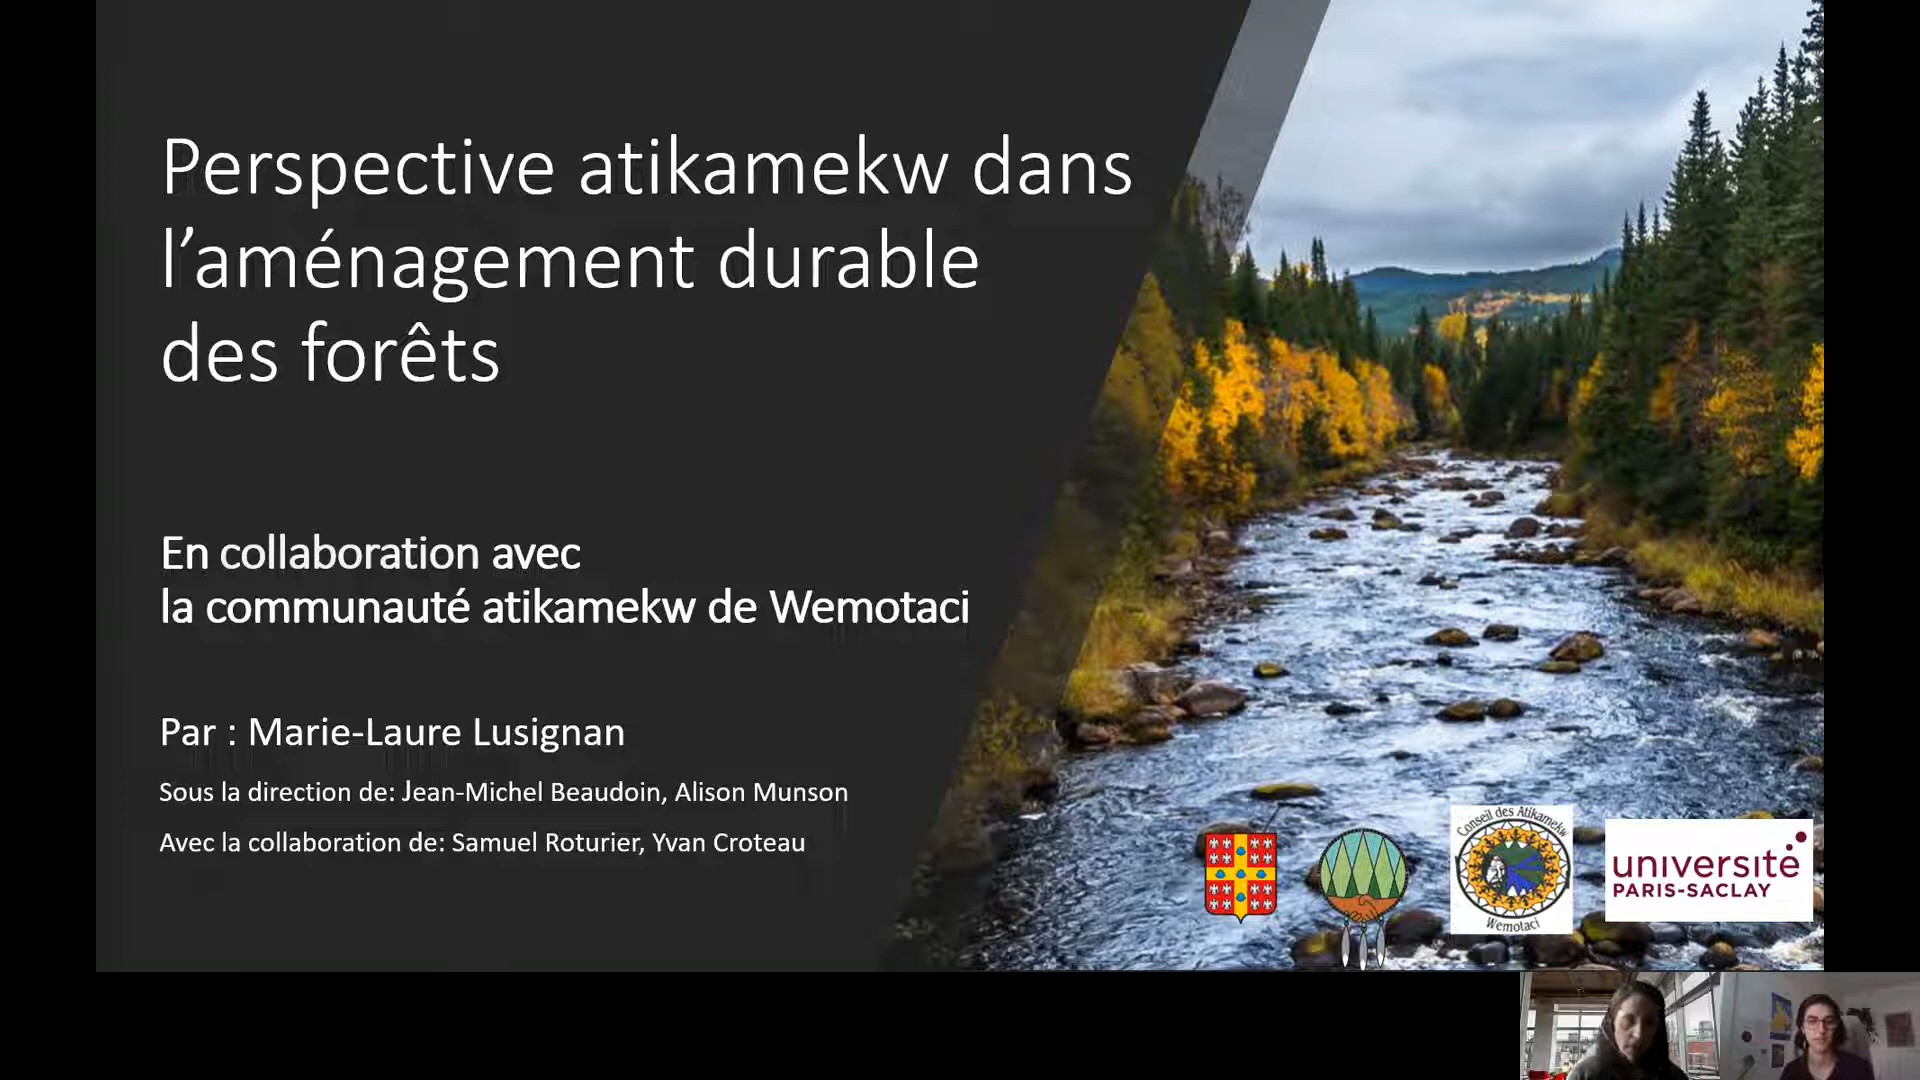 Perspective atikamekw dans
l’aménagement durable
des forêts
En collaboration avec
la communauté atikamekw de Wemotaci
Par : Marie-Laure Lusignan
Sous la direction de: Jean-Michel Beaudoin, Alison Munson
Avec la collaboration de: Samuel Roturier, Yvan Croteau
Conseil des Atikamekw
Wemotaci
université
PARIS-SACLAY